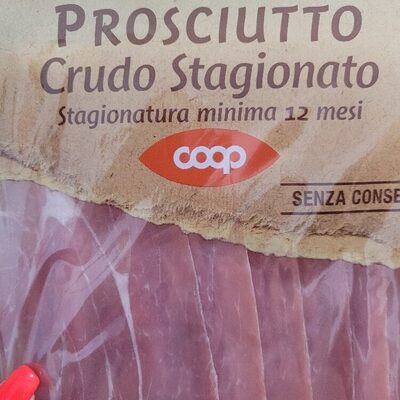 PROSCIUTTO
Crudo Stagionato
Stagionatura minima 12 mesi
coop
SENZA CONSE